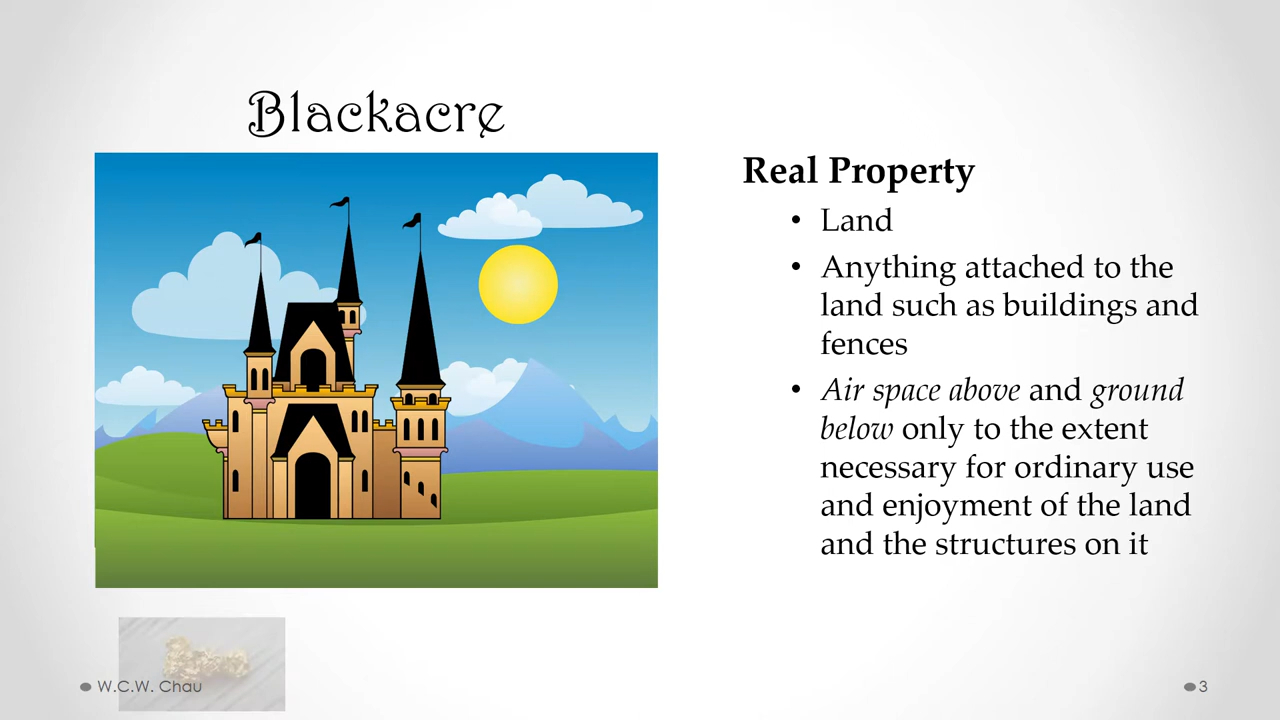 Blackacre
Real Property
• Land
• Anything attached to the
land such as buildings and
fences
• Air space above and ground
below only to the extent
necessary for ordinary use
and enjoyment of the land
and the structures on it
W.C.W. Chau
3